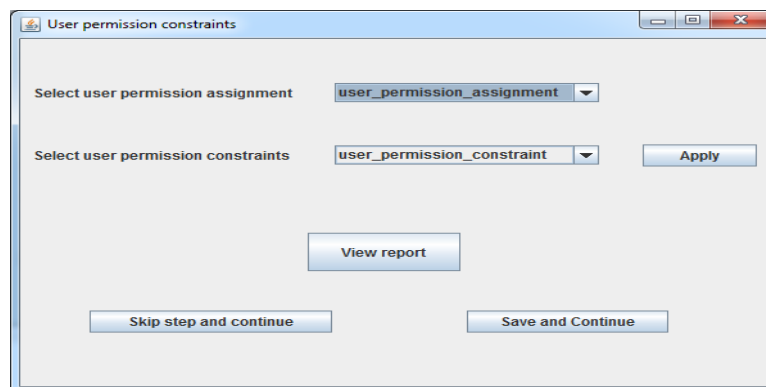 User permission constraints
Select user permission assignment user_permission_assignment
Select user permission constraints user_permission_constraint Apply
View report
Skip step and continue Save and Continue